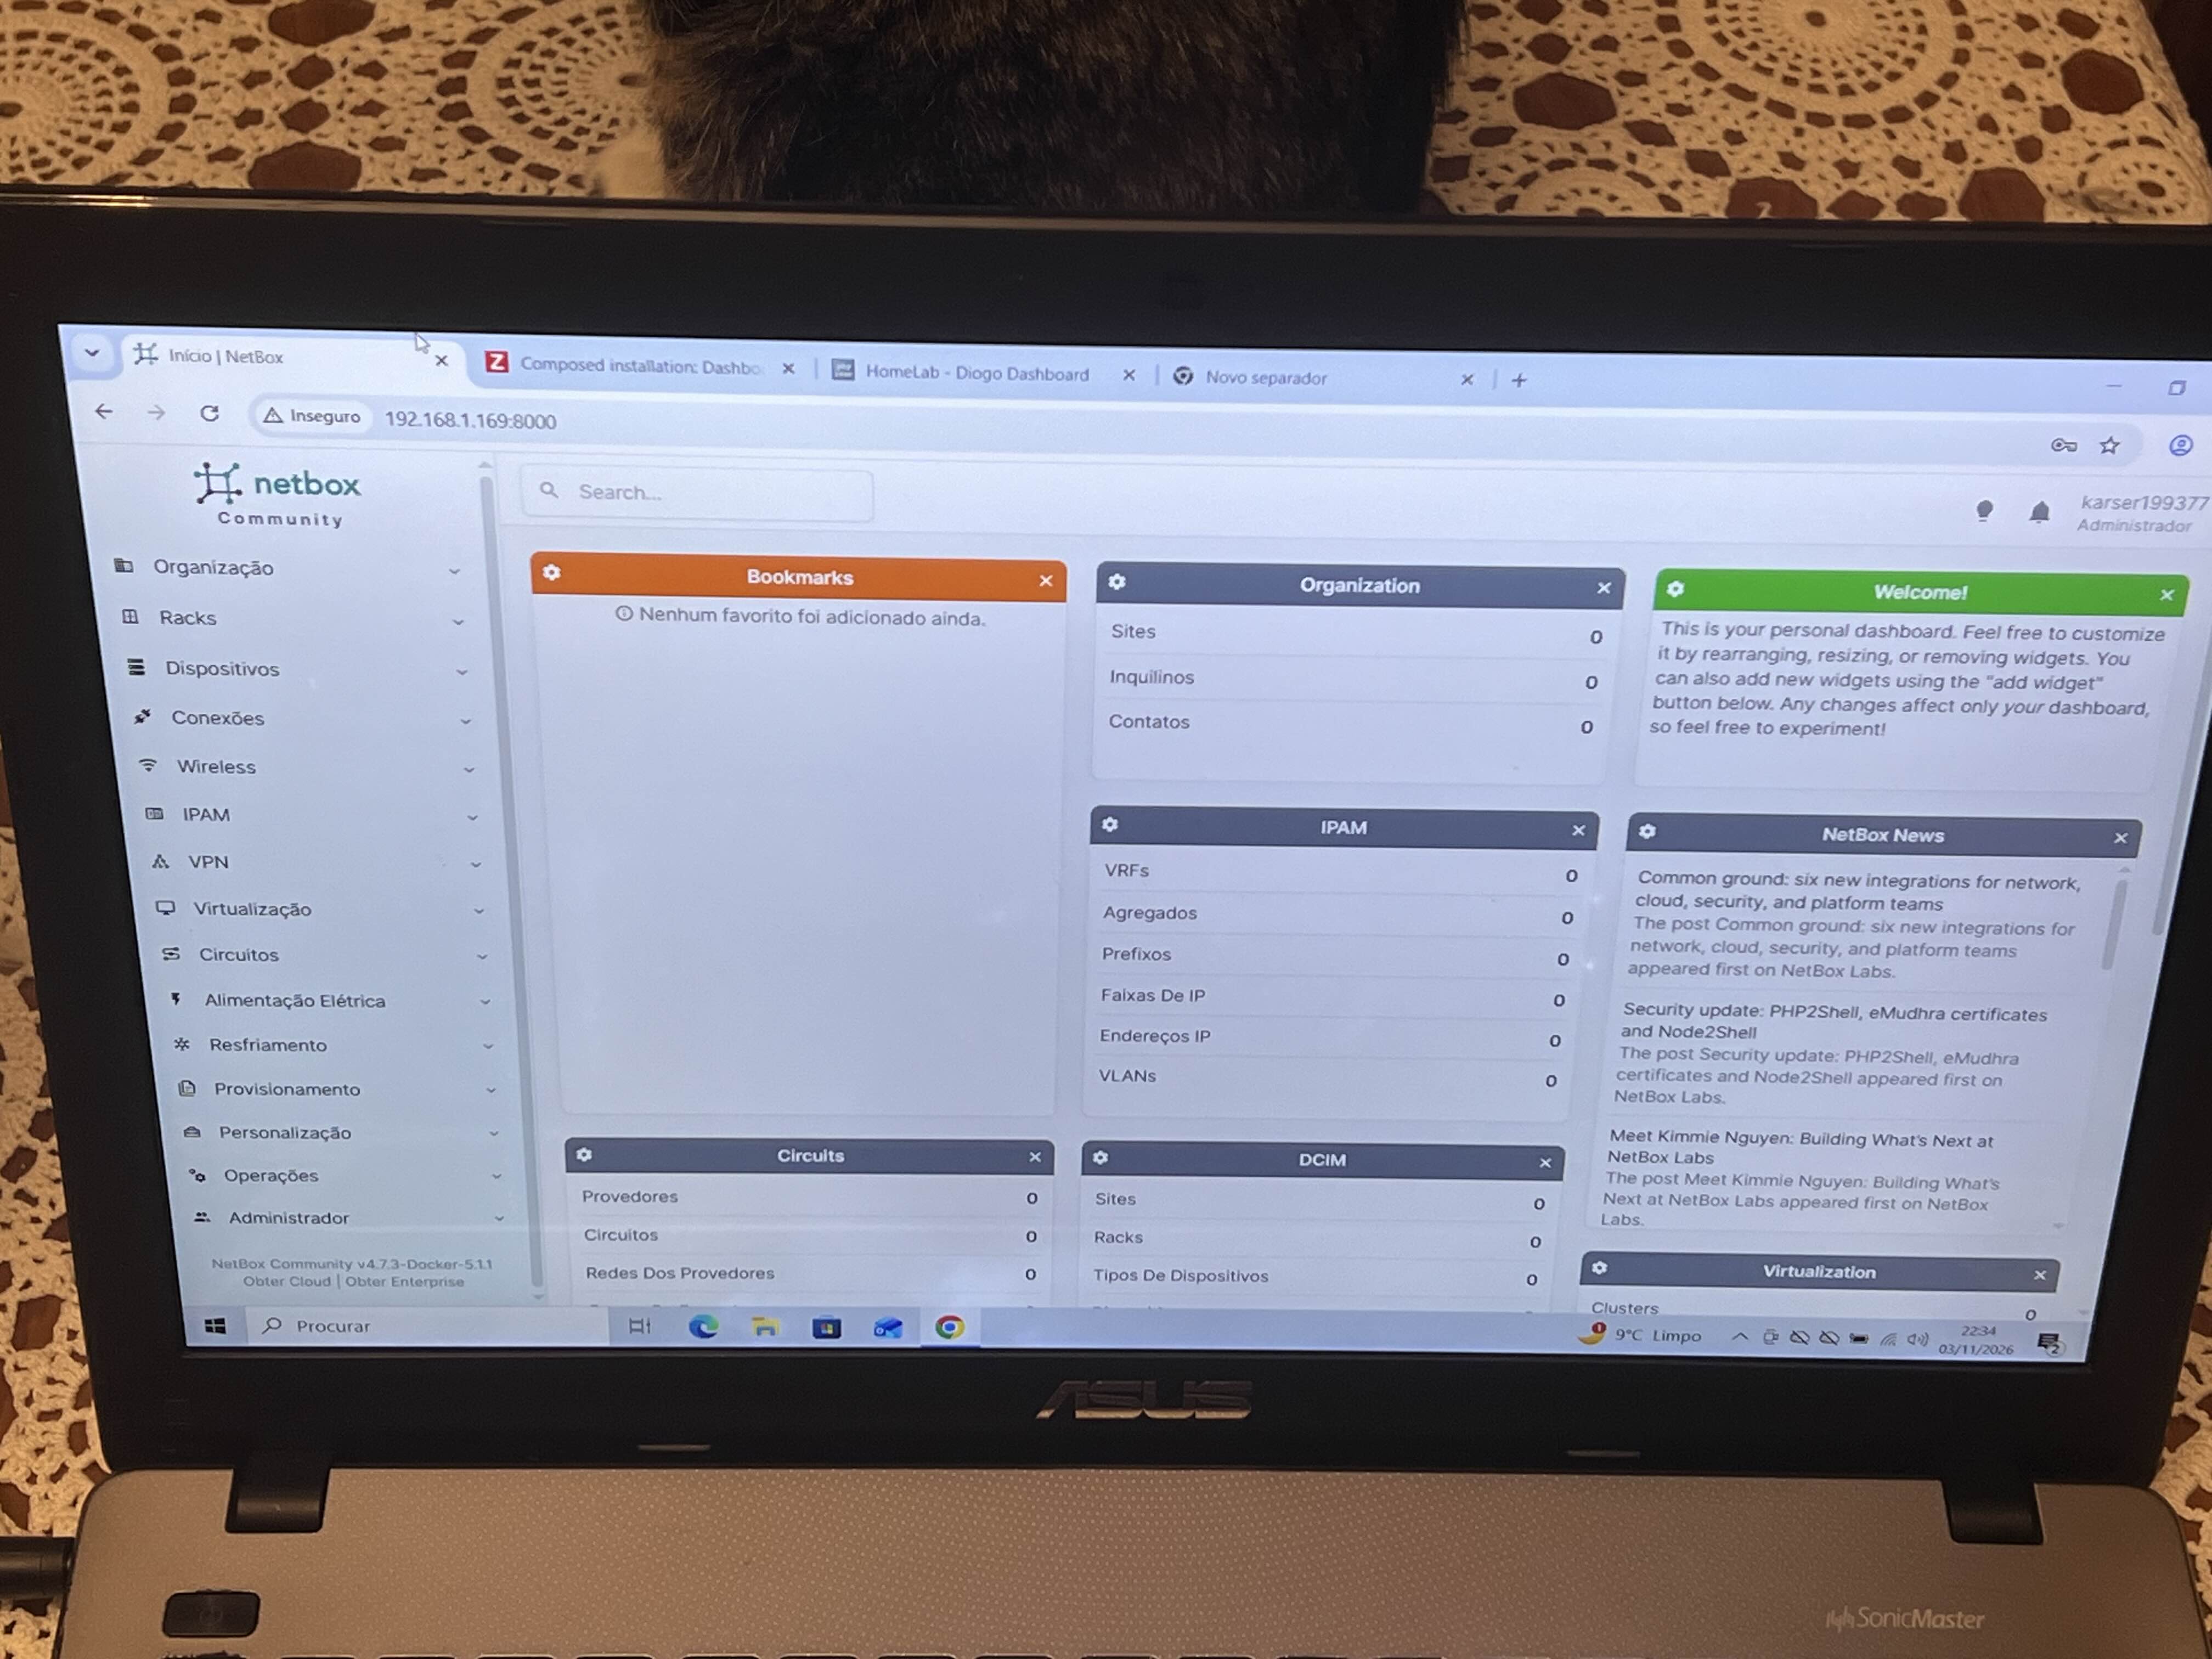 Início | NetBox
Composed installation: Dashbo
HomeLab - Diogo Dashboard
Novo separador
Inseguro
192.168.1.169:8000
netbox
Community
Search...
karser199377
Administrador
Organização
Racks
Dispositivos
Conexões
Wireless
IPAM
VPN
Virtualização
Circuitos
Alimentação Elétrica
Resfriamento
Provisionamento
Personalização
Operações
Administrador
NetBox Community v4.7.3-Docker-5.1.1
Obter Cloud | Obter Enterprise
Bookmarks
Nenhum favorito foi adicionado ainda.
Organization
Sites 0
Inquilinos 0
Contatos 0
Welcome!
This is your personal dashboard. Feel free to customize
it by rearranging, resizing, or removing widgets. You
can also add new widgets using the "add widget"
button below. Any changes affect only your dashboard,
so feel free to experiment!
IPAM
VRFs 0
Agregados 0
Prefixos 0
Faixas De IP 0
Endereços IP 0
VLANs 0
NetBox News
Common ground: six new integrations for network,
cloud, security, and platform teams
The post Common ground: six new integrations for
network, cloud, security, and platform teams
appeared first on NetBox Labs.
Security update: PHP2Shell, eMudhra certificates
and Node2Shell
The post Security update: PHP2Shell, eMudhra
certificates and Node2Shell appeared first on
NetBox Labs.
Meet Kimmie Nguyen: Building What's Next at
NetBox Labs
The post Meet Kimmie Nguyen: Building What's
Next at NetBox Labs appeared first on NetBox
Labs.
Circuits
Provedores 0
Circuitos 0
Redes Dos Provedores 0
DCIM
Sites 0
Racks 0
Tipos De Dispositivos 0
Virtualization
Clusters 0
Procurar
9°C Limpo
22:34
03/11/2026
2
ASUS
SonicMaster